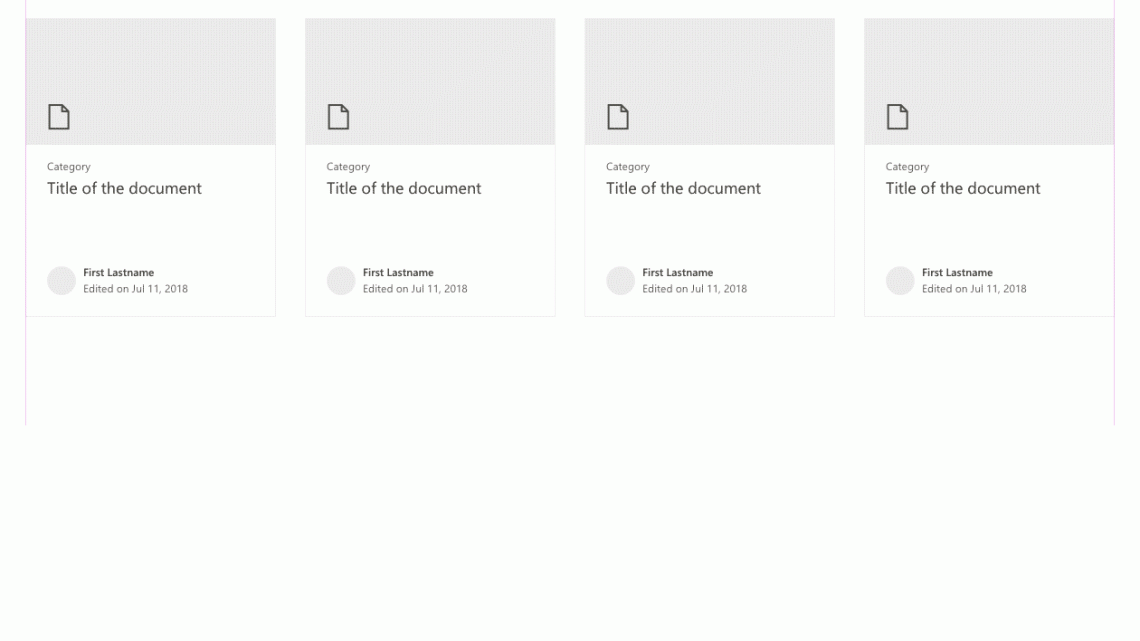 Category
Title of the document
First Lastname
Edited on Jul 11, 2018
Category
Title of the document
First Lastname
Edited on Jul 11, 2018
Category
Title of the document
First Lastname
Edited on Jul 11, 2018
Category
Title of the document
First Lastname
Edited on Jul 11, 2018